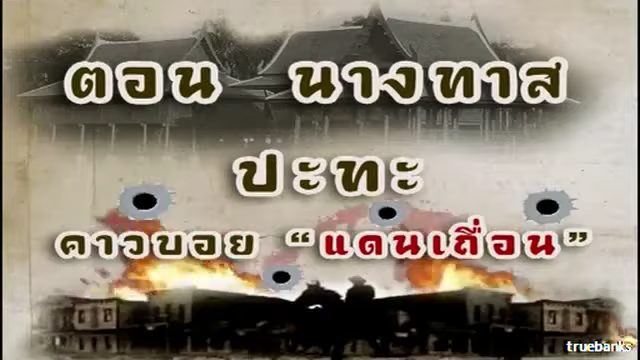 ตอน นางทาส
ปะทะ
คาวบอย “แดนเถื่อน”
truebanks